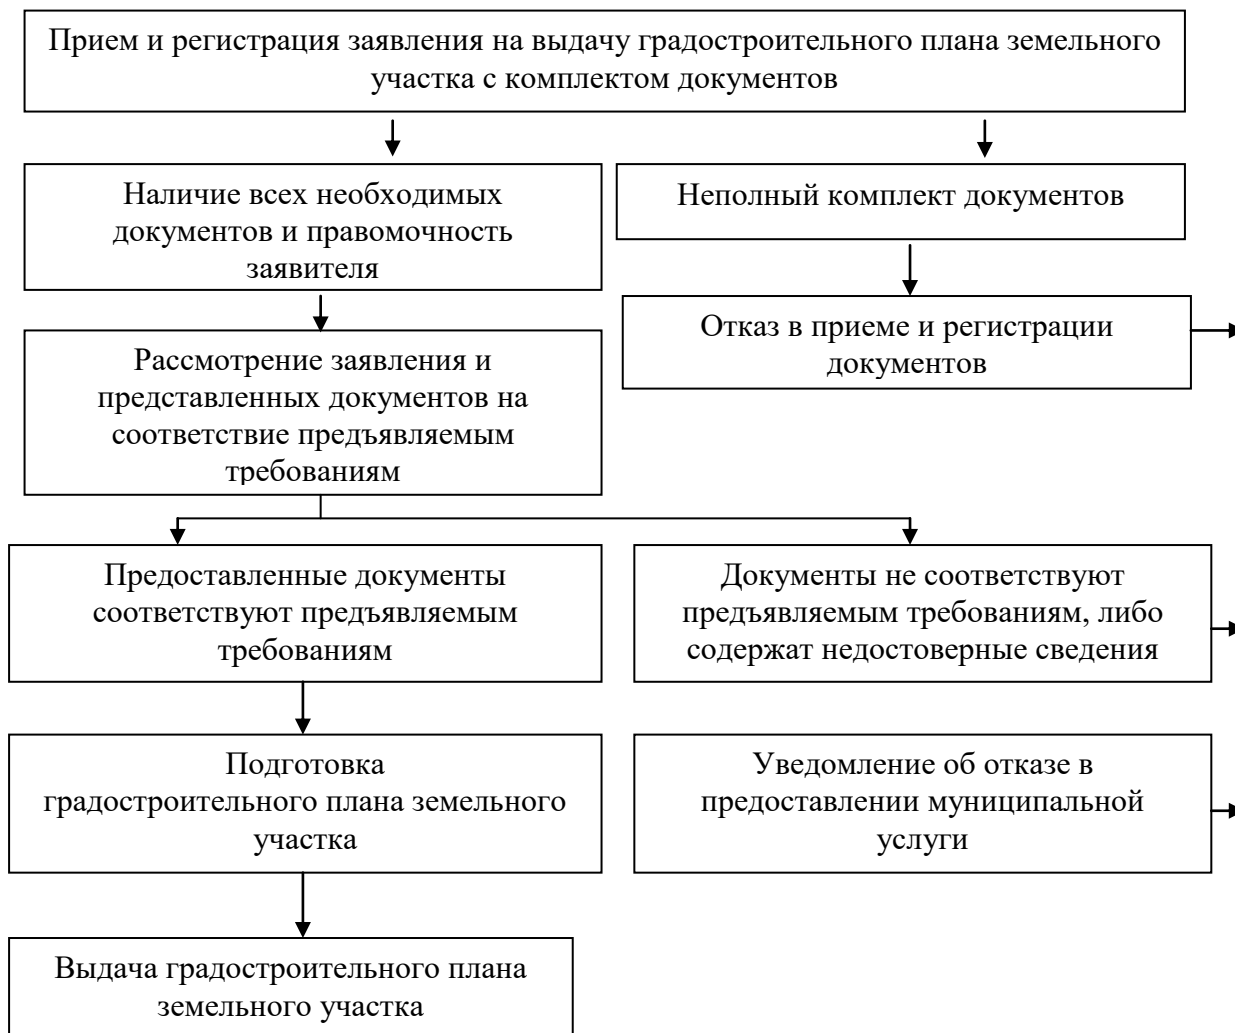 Прием и регистрация заявления на выдачу градостроительного плана земельного
участка с комплектом документов
Наличие всех необходимых
документов и правомочность
заявителя
Неполный комплект документов
Отказ в приеме и регистрации
документов
Рассмотрение заявления и
представленных документов на
соответствие предъявляемым
требованиям
Предоставленные документы
соответствуют предъявляемым
требованиям
Документы не соответствуют
предъявляемым требованиям, либо
содержат недостоверные сведения
Подготовка
градостроительного плана земельного
участка
Уведомление об отказе в
предоставлении муниципальной
услуги
Выдача градостроительного плана
земельного участка